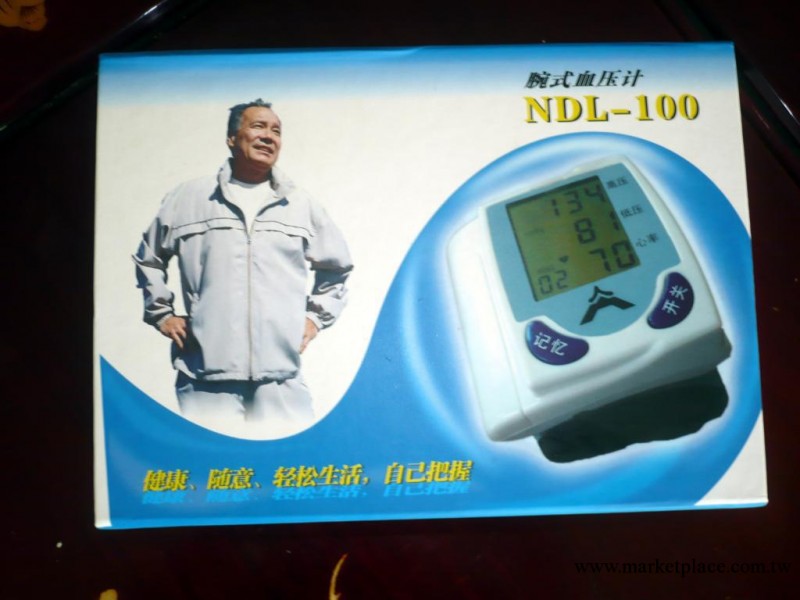 腕式血压计
NDL-100
134 高压
81 低压
70 心率
02
记忆
开关
健康、随意、轻松生活，自己把握
www.marketplace.com.tw